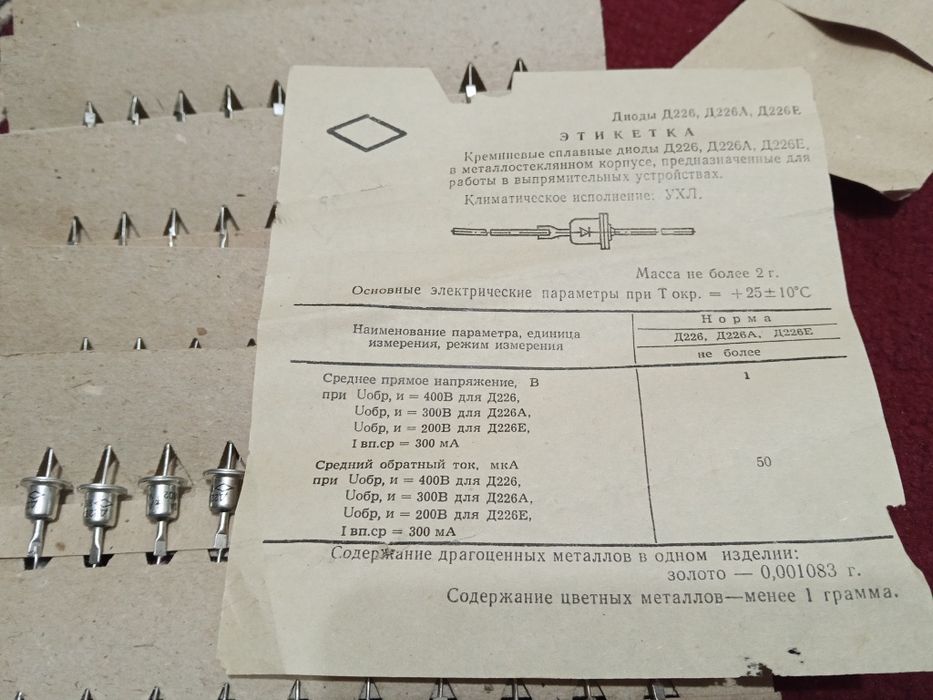 Диоды Д226, Д226А, Д226Е
ЭТИКЕТКА
Кремниевые сплавные диоды Д226, Д226А, Д226Е,
в металлостеклянном корпусе, предназначенные для
работы в выпрямительных устройствах.
Климатическое исполнение: УХЛ.
Масса не более 2 г.
Основные электрические параметры при Т окр. = +25±10°С
Наименование параметра, единица
измерения, режим измерения
Норма
Д226, Д226А, Д226Е
не более
Среднее прямое напряжение, В
1
при Uобр, и = 400В для Д226,
Uобр, и = 300В для Д226А,
Uобр, и = 200В для Д226Е,
I вп.ср = 300 мА
Средний обратный ток, мкА
50
при Uобр, и = 400В для Д226,
Uобр, и = 300В для Д226А,
Uобр, и = 200В для Д226Е,
I вп.ср = 300 мА
Содержание драгоценных металлов в одном изделии:
золото — 0,001083 г.
Содержание цветных металлов—менее 1 грамма.